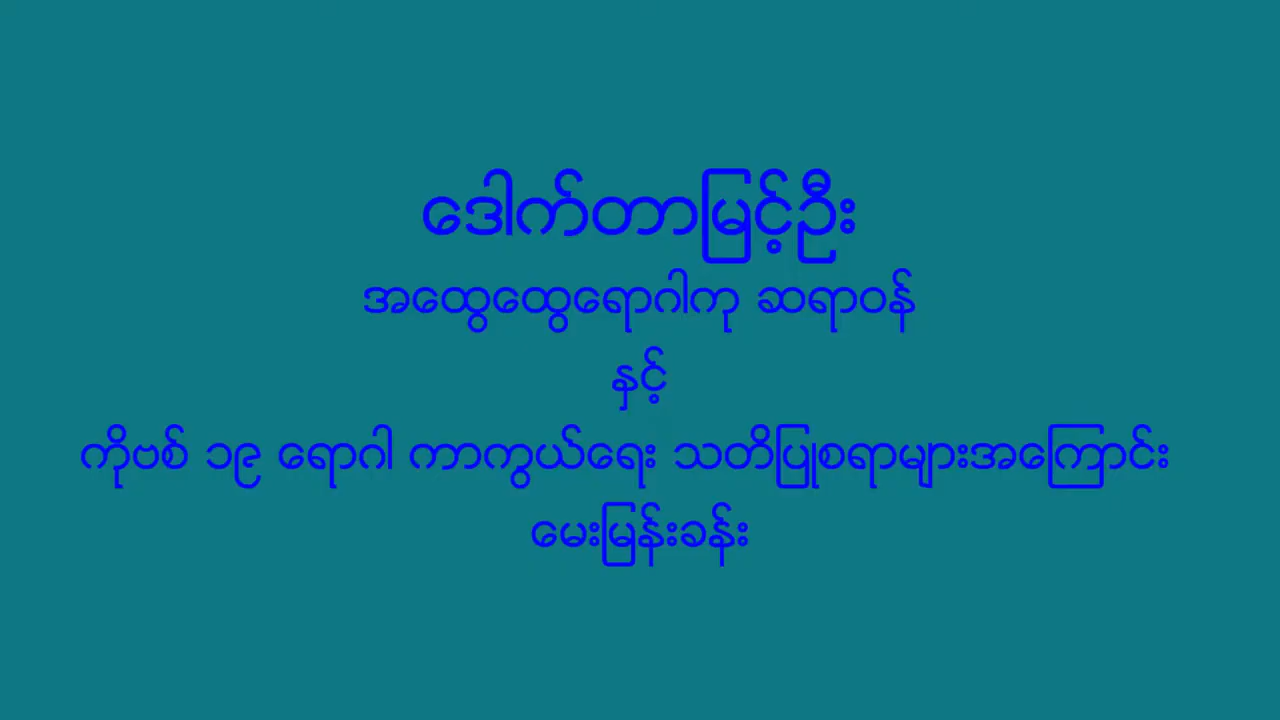 ဒေါက်တာမြင့်ဦး
အထွေထွေရောဂါကု ဆရာဝန်
နှင့်
ကိုဗစ် ၁၉ ရောဂါ ကာကွယ်ရေး သတိပြုစရာများအကြောင်း
မေးမြန်းခန်း